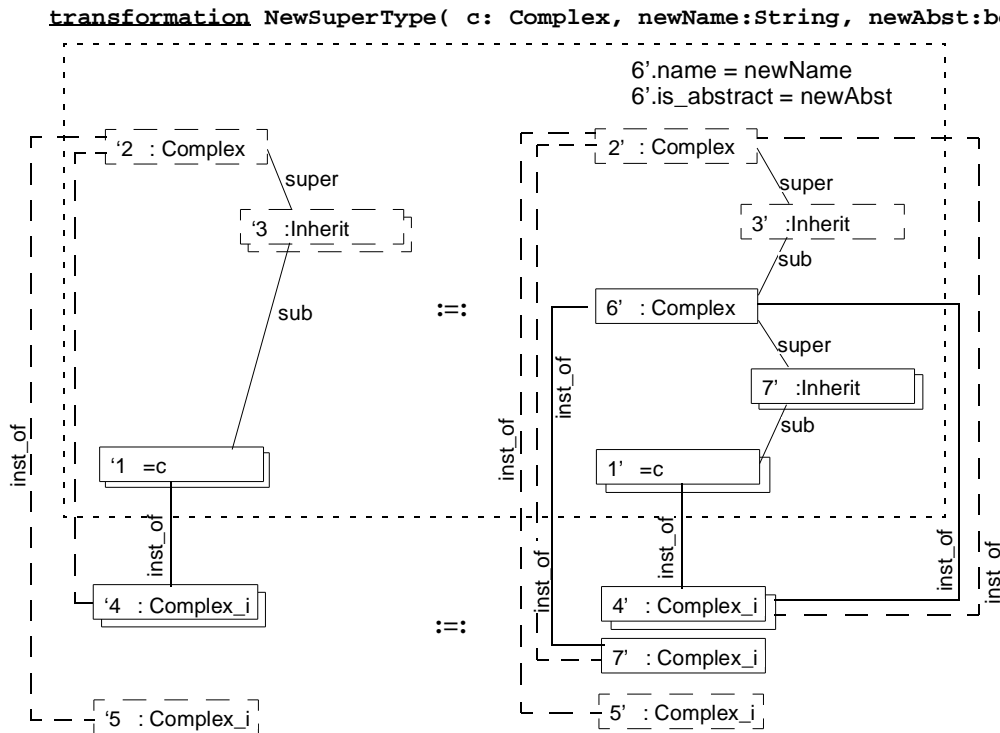 transformation NewSuperType( c: Complex, newName:String, newAbst:bo
6’.name = newName
6’.is_abstract = newAbst
‘2 : Complex
2’ : Complex
super
super
‘3 :Inherit
3’ :Inherit
sub
sub
:=:
6’ : Complex
super
inst_of
7’ :Inherit
sub
inst_of
inst_of
‘1 =c
1’ =c
inst_of
inst_of
inst_of
inst_of
inst_of
inst_of
‘4 : Complex_i
4’ : Complex_i
:=:
7’ : Complex_i
‘5 : Complex_i
5’ : Complex_i